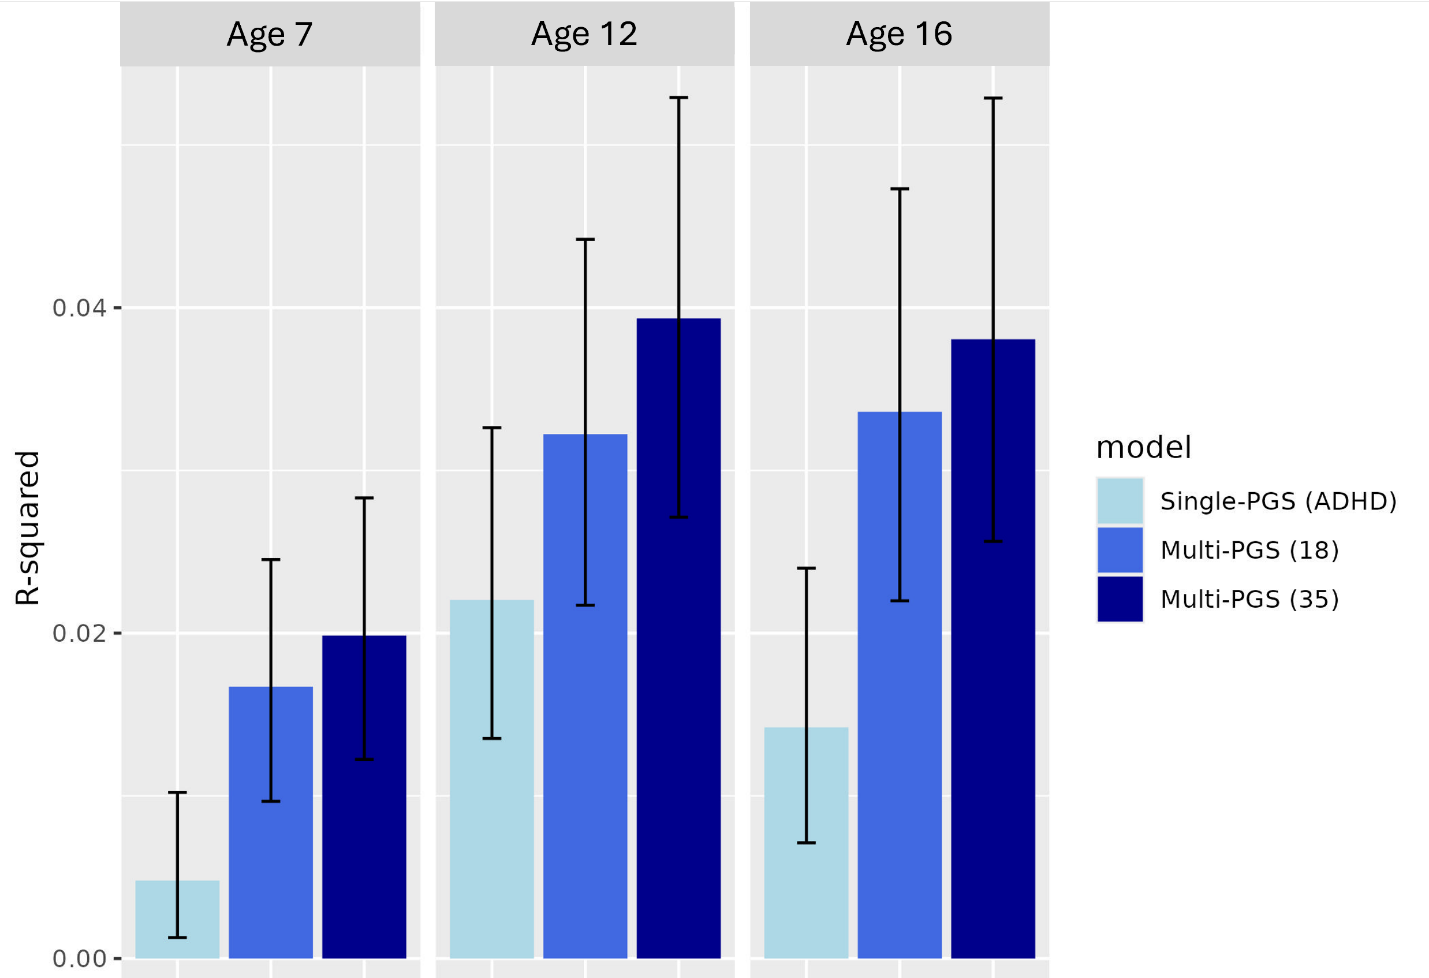 Age 7
Age 12
Age 16
R-squared
0.04
0.02
0.00
model
Single-PGS (ADHD)
Multi-PGS (18)
Multi-PGS (35)